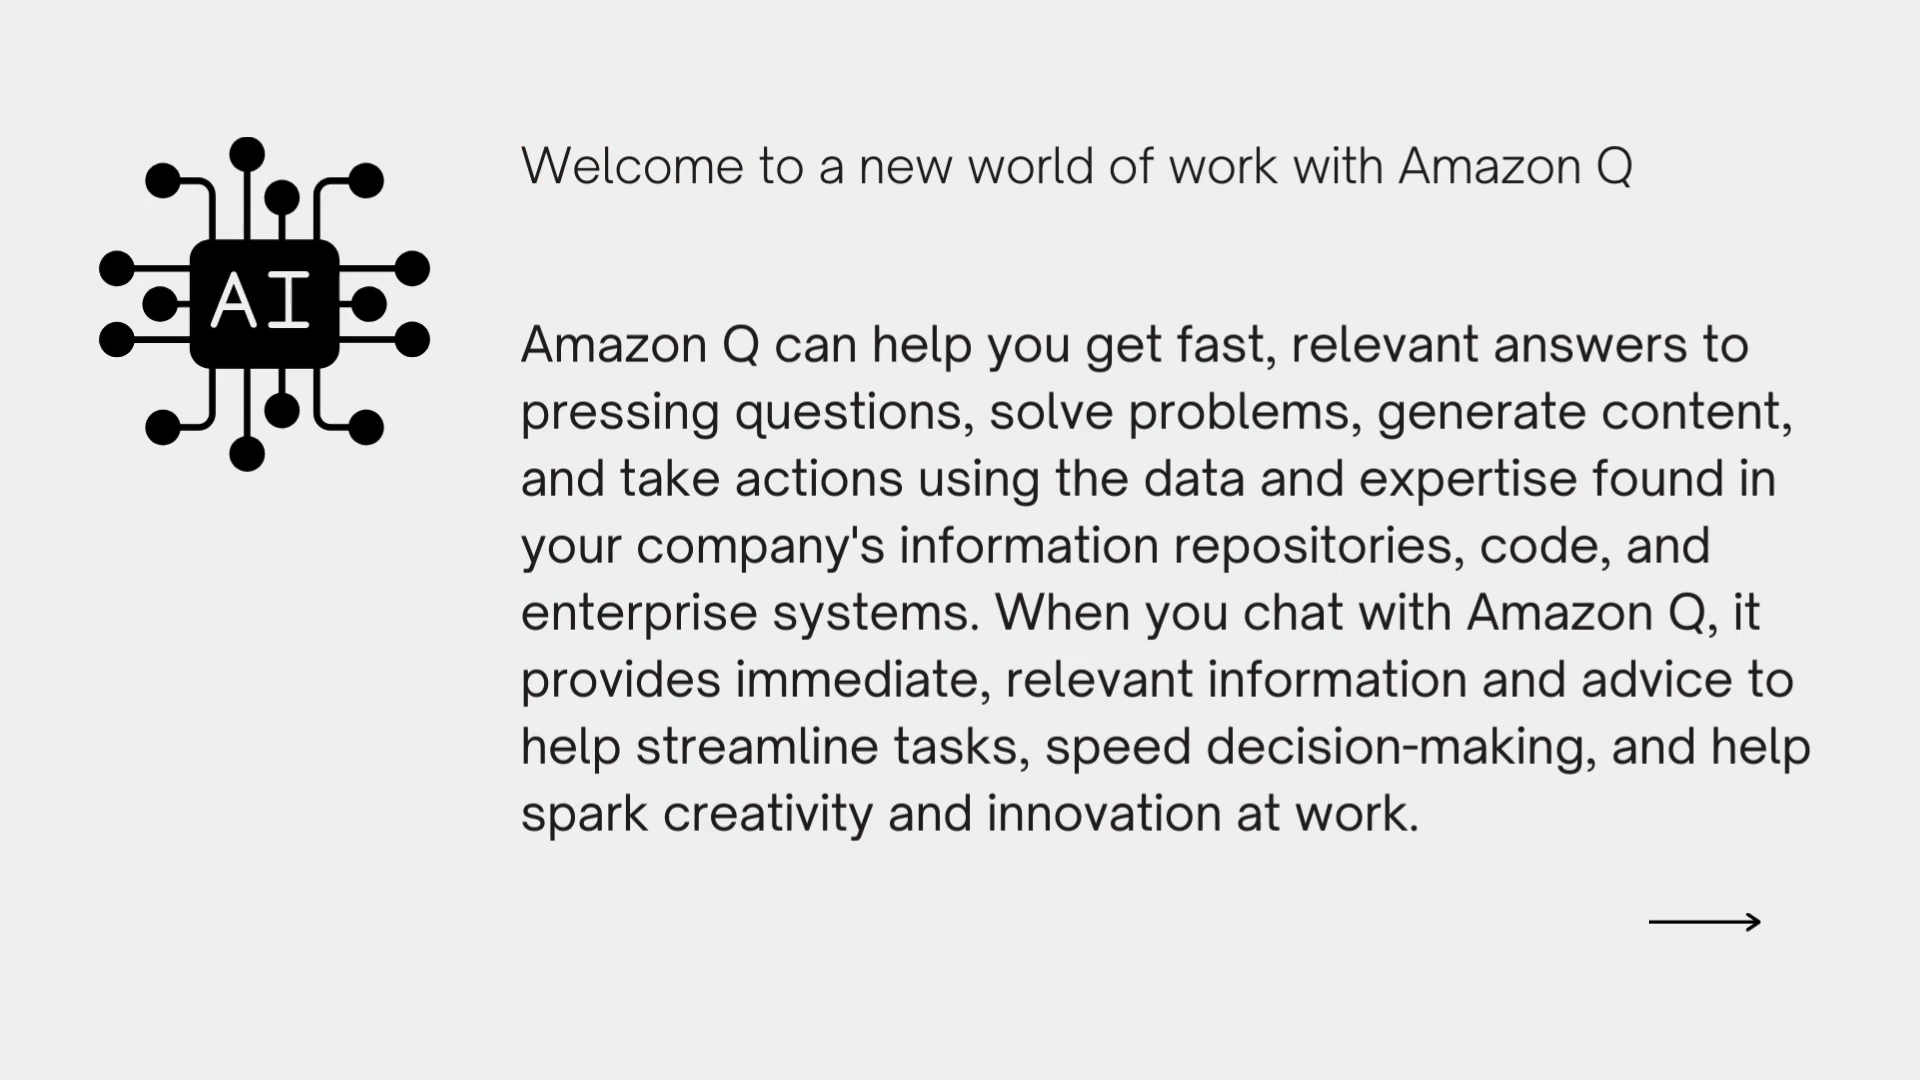 AI
Welcome to a new world of work with Amazon Q
Amazon Q can help you get fast, relevant answers to
pressing questions, solve problems, generate content,
and take actions using the data and expertise found in
your company's information repositories, code, and
enterprise systems. When you chat with Amazon Q, it
provides immediate, relevant information and advice to
help streamline tasks, speed decision-making, and help
spark creativity and innovation at work.